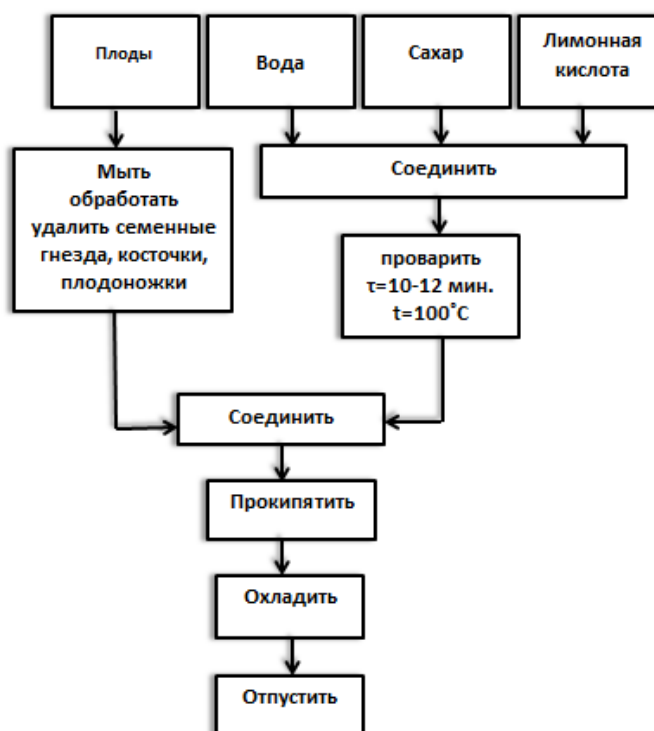 Плоды
Вода
Сахар
Лимонная
кислота
Мыть
обработать
удалить семенные
гнезда, косточки,
плодоножки
Соединить
проварить
τ=10-12 мин.
t=100˚C
Соединить
Прокипятить
Охладить
Отпустить